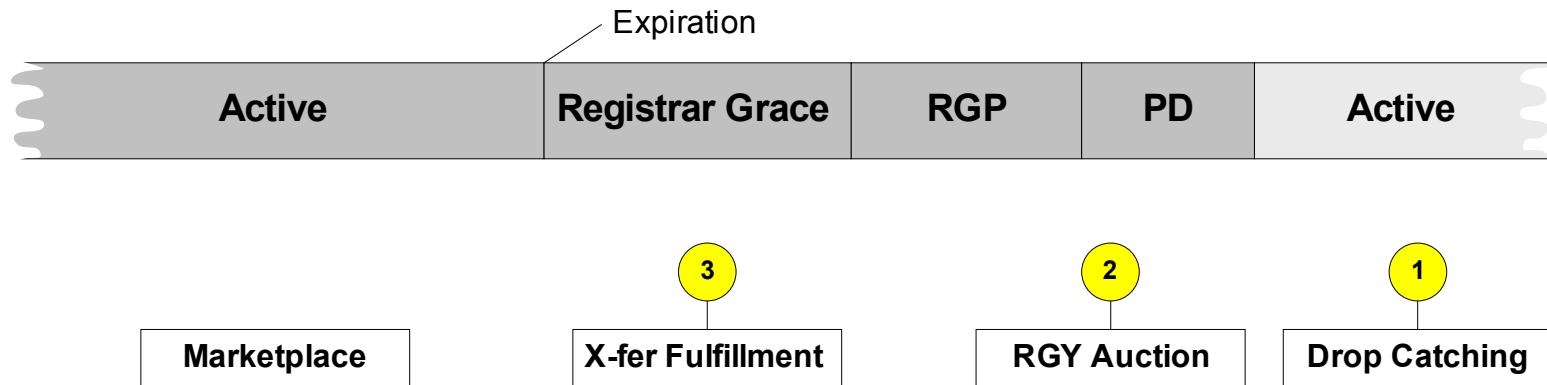 Expiration
Active Registrar Grace RGP PD Active
3 2 1
Marketplace X-fer Fulfillment RGY Auction Drop Catching